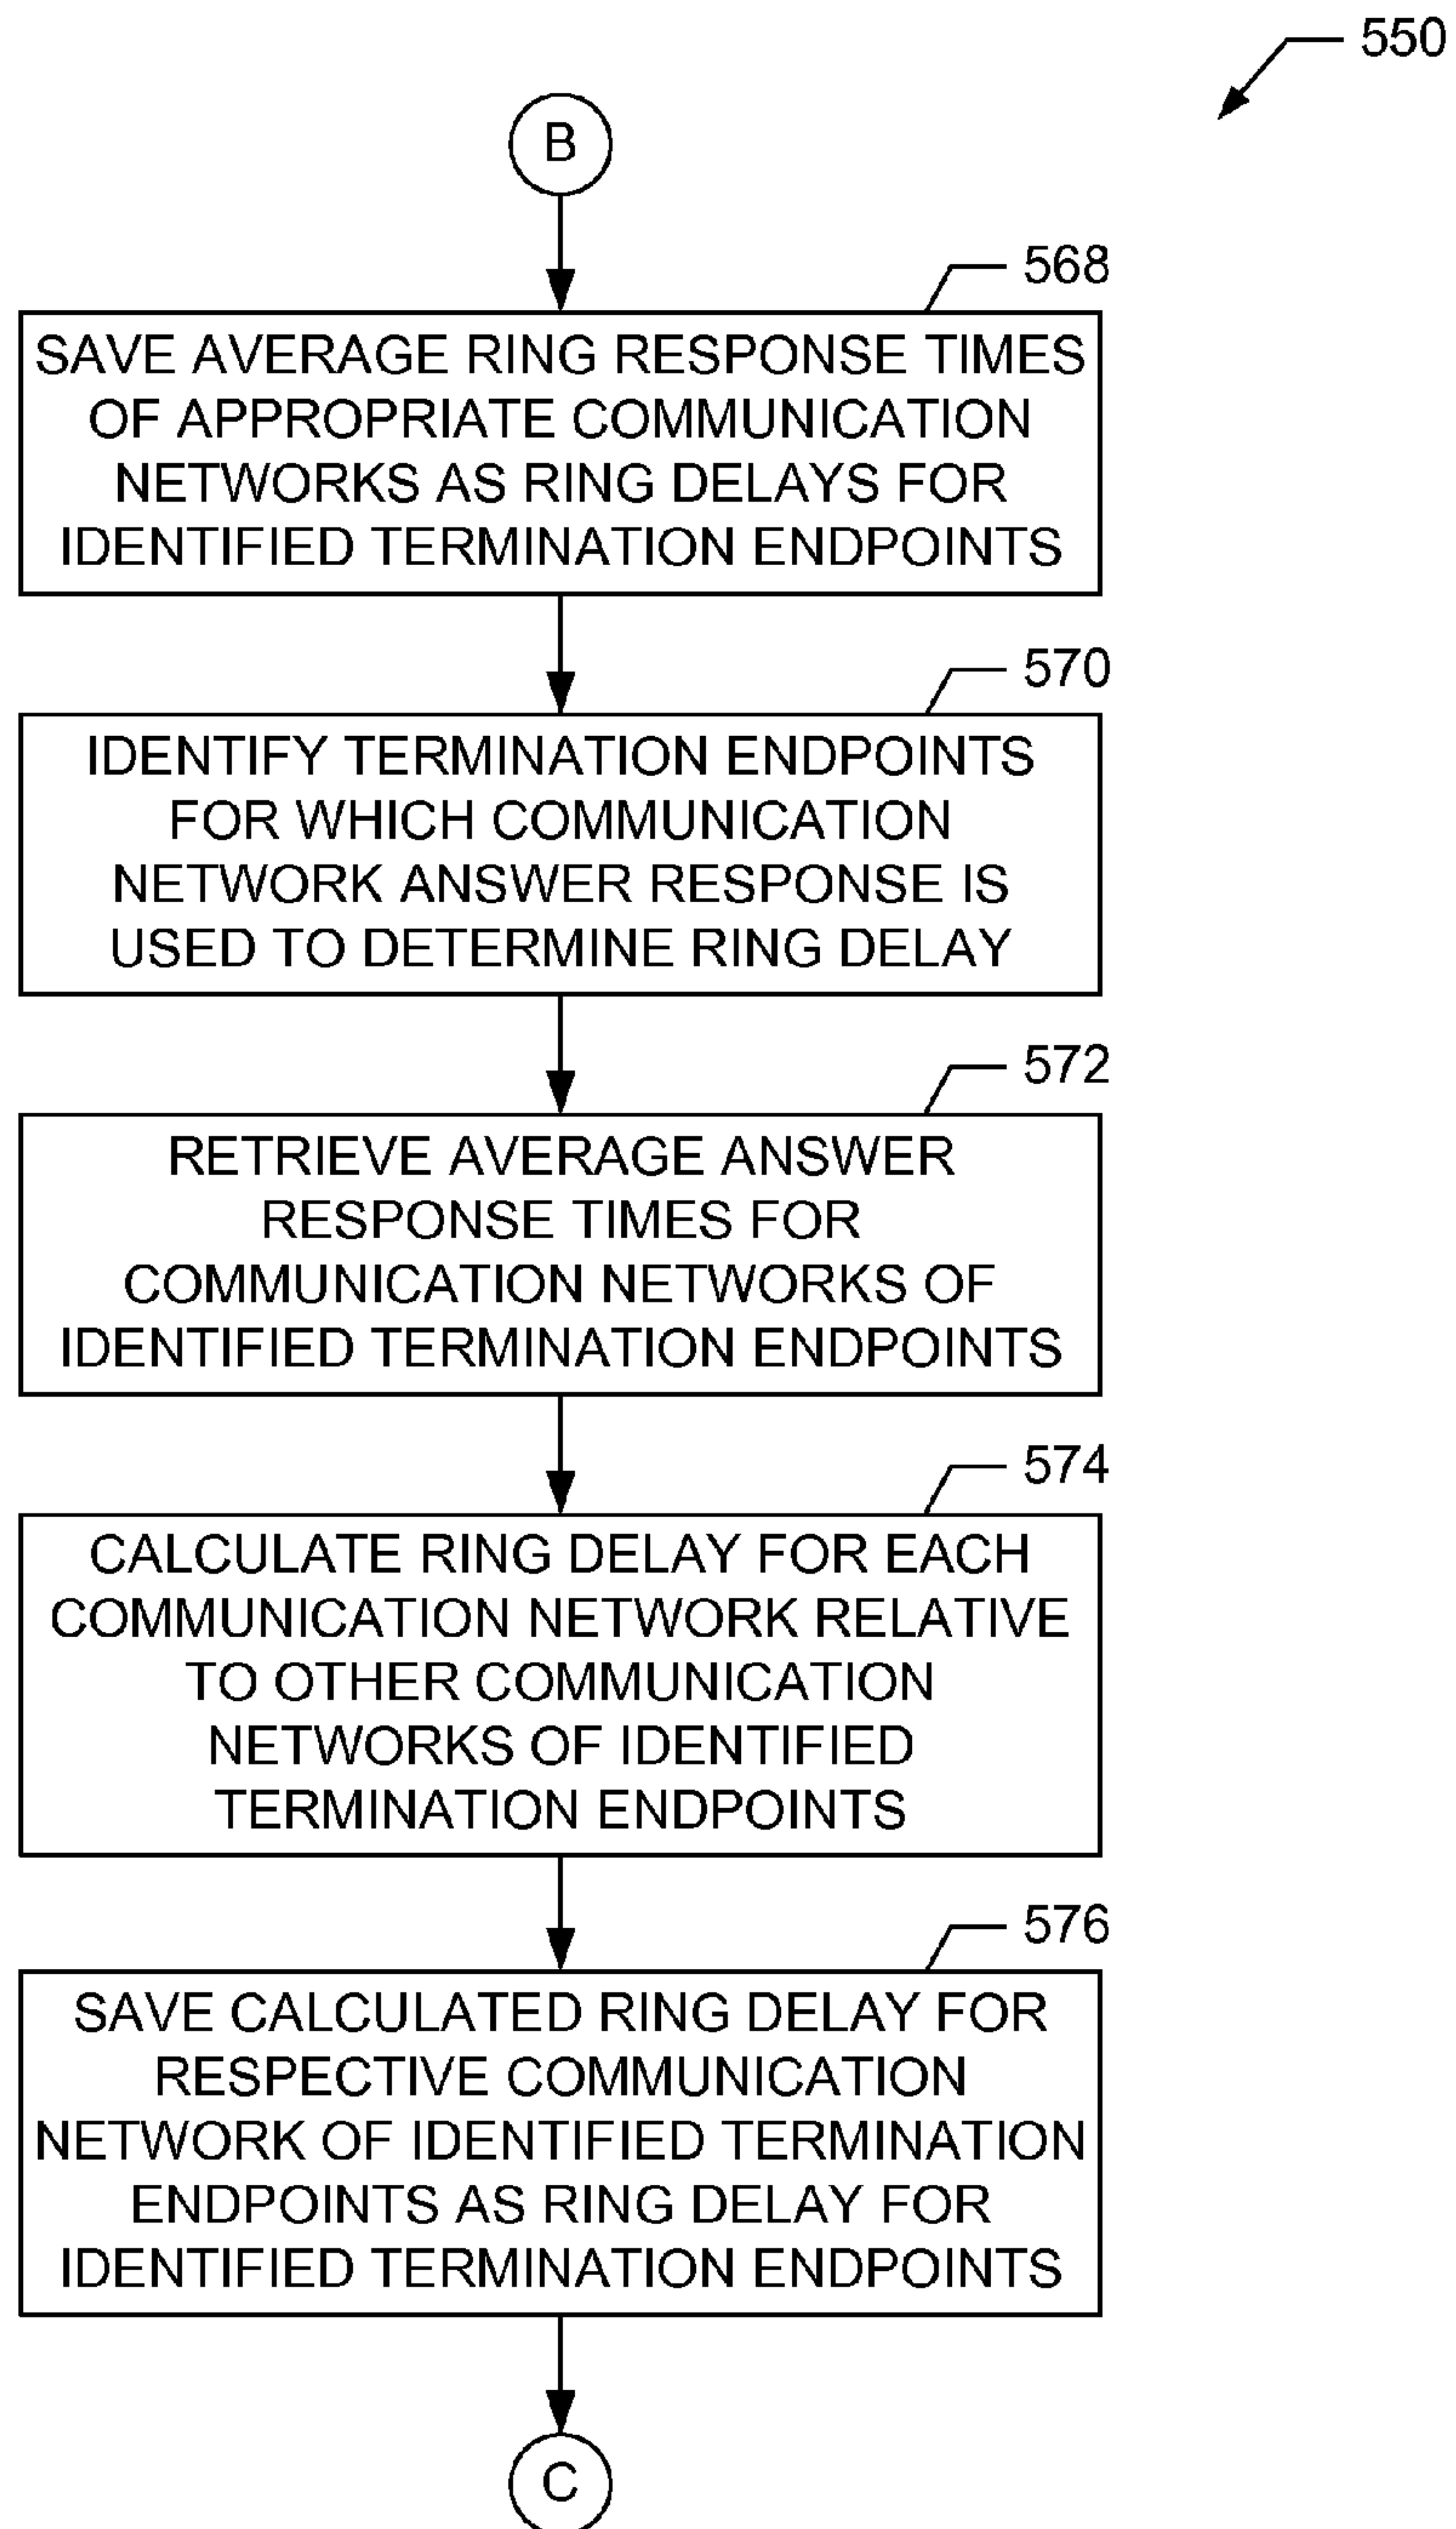 550
B
568
SAVE AVERAGE RING RESPONSE TIMES
OF APPROPRIATE COMMUNICATION
NETWORKS AS RING DELAYS FOR
IDENTIFIED TERMINATION ENDPOINTS
570
IDENTIFY TERMINATION ENDPOINTS
FOR WHICH COMMUNICATION
NETWORK ANSWER RESPONSE IS
USED TO DETERMINE RING DELAY
572
RETRIEVE AVERAGE ANSWER
RESPONSE TIMES FOR
COMMUNICATION NETWORKS OF
IDENTIFIED TERMINATION ENDPOINTS
574
CALCULATE RING DELAY FOR EACH
COMMUNICATION NETWORK RELATIVE
TO OTHER COMMUNICATION
NETWORKS OF IDENTIFIED
TERMINATION ENDPOINTS
576
SAVE CALCULATED RING DELAY FOR
RESPECTIVE COMMUNICATION
NETWORK OF IDENTIFIED TERMINATION
ENDPOINTS AS RING DELAY FOR
IDENTIFIED TERMINATION ENDPOINTS
C